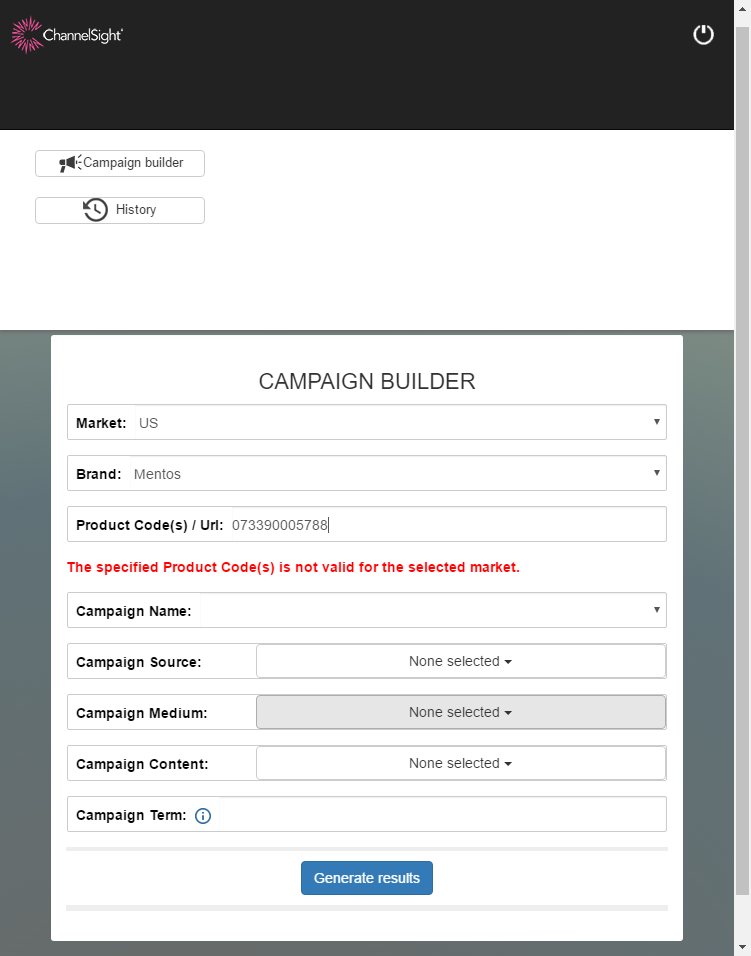 ChannelSight
Campaign builder
History
CAMPAIGN BUILDER
Market: US
Brand: Mentos
Product Code(s) / Url: 073390005788
The specified Product Code(s) is not valid for the selected market.
Campaign Name:
Campaign Source: None selected
Campaign Medium: None selected
Campaign Content: None selected
Campaign Term:
Generate results